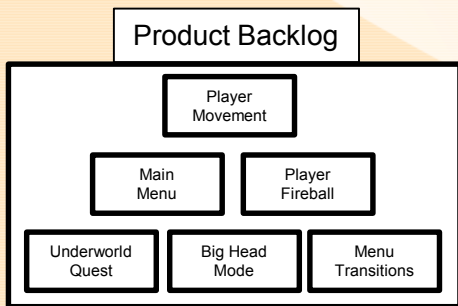 Product Backlog
Player
Movement
Main
Menu
Player
Fireball
Underworld
Quest
Big Head
Mode
Menu
Transitions